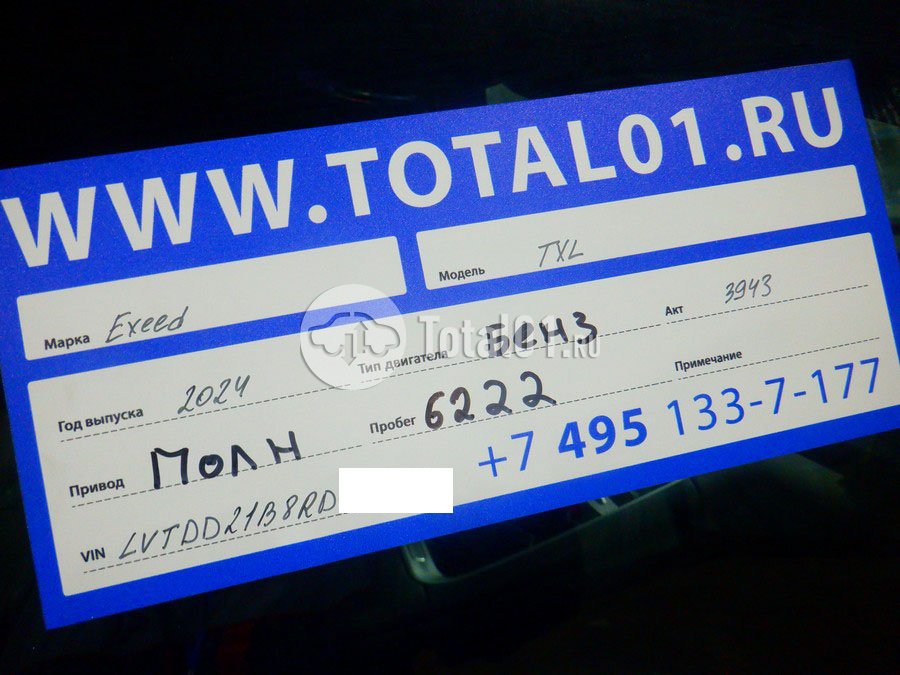 WWW.TOTAL01.RU
Марка Exeed
Модель TXL
Год выпуска 2024
Тип двигателя Бенз
Акт 3943
Привод Полн
Пробег 6222
Примечание
VIN LVTDD21B8RD
+7 495 133-7-177
Total01.RU